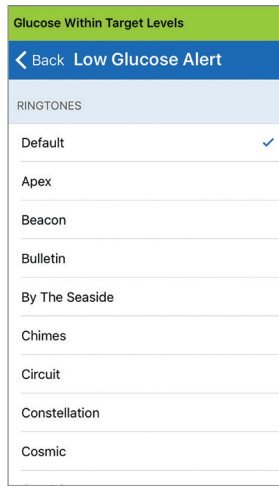 Glucose Within Target Levels
Back Low Glucose Alert
RINGTONES
Default
Apex
Beacon
Bulletin
By The Seaside
Chimes
Circuit
Constellation
Cosmic